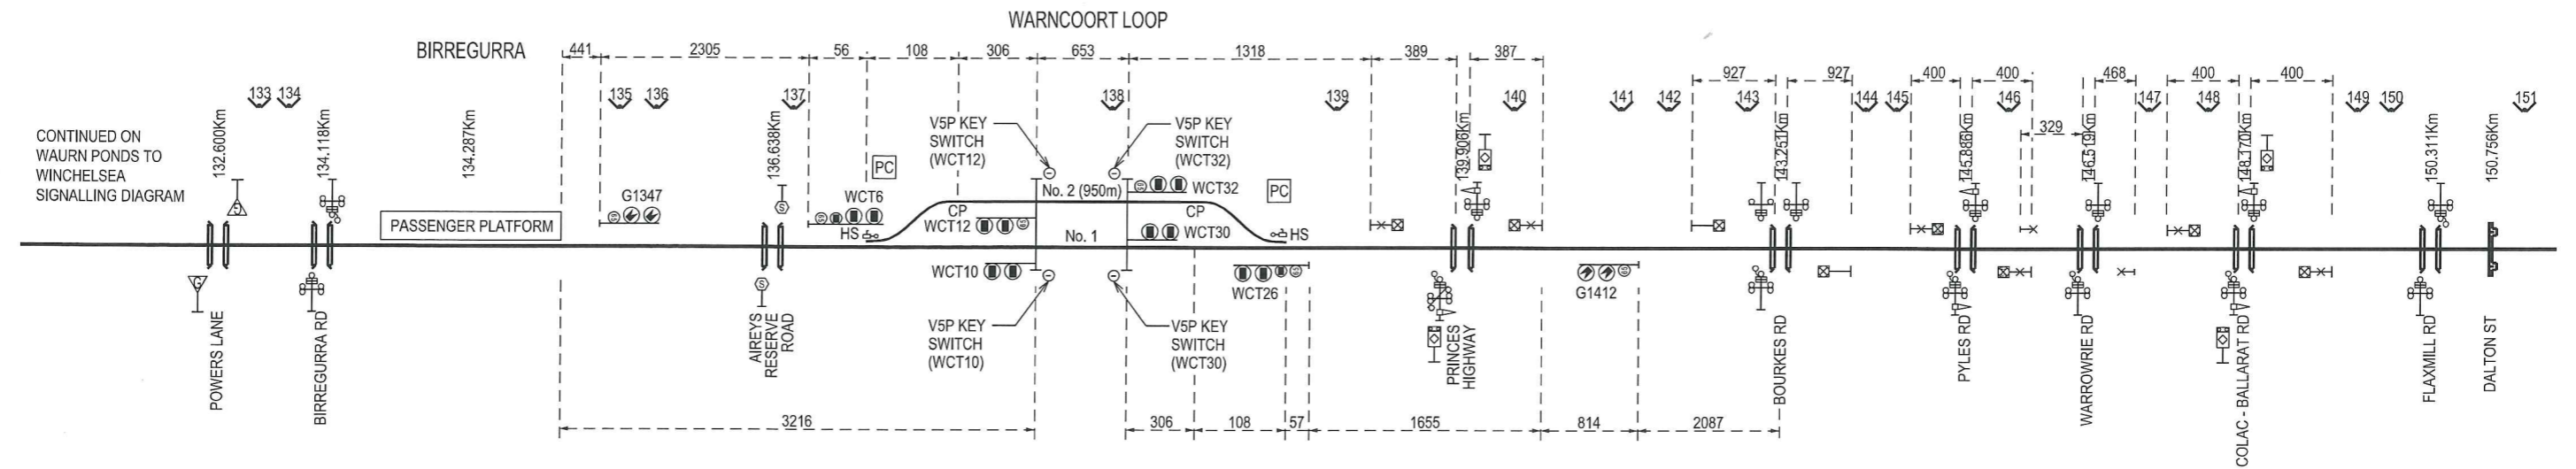 WARNCOORT LOOP
BIRREGURRA
441
2305
56
108
306
653
1318
389
387
927
927
400
400
468
400
400
329
133
134
135
136
137
138
139
140
141
142
143
144
145
146
147
148
149
150
151
CONTINUED ON
WAURN PONDS TO
WINCHELSEA
SIGNALLING DIAGRAM
132.600Km
134.118Km
134.287Km
136.638Km
139.906Km
143.251Km
145.886Km
146.519Km
148.170Km
150.311Km
150.756Km
V5P KEY
SWITCH
(WCT12)
V5P KEY
SWITCH
(WCT32)
PC
PC
G1347
WCT6
No. 2 (950m)
WCT32
CP
CP
PASSENGER PLATFORM
HS
WCT12
No. 1
WCT30
HS
S
WCT10
WCT26
G1412
G
G
S
V5P KEY
SWITCH
(WCT10)
V5P KEY
SWITCH
(WCT30)
POWERS LANE
BIRREGURRA RD
AIREYS
RESERVE
ROAD
PRINCES
HIGHWAY
BOURKES RD
PYLES RD
WARROWRIE RD
COLAC - BALLARAT RD
FLAXMILL RD
DALTON ST
3216
306
108
57
1655
814
2087